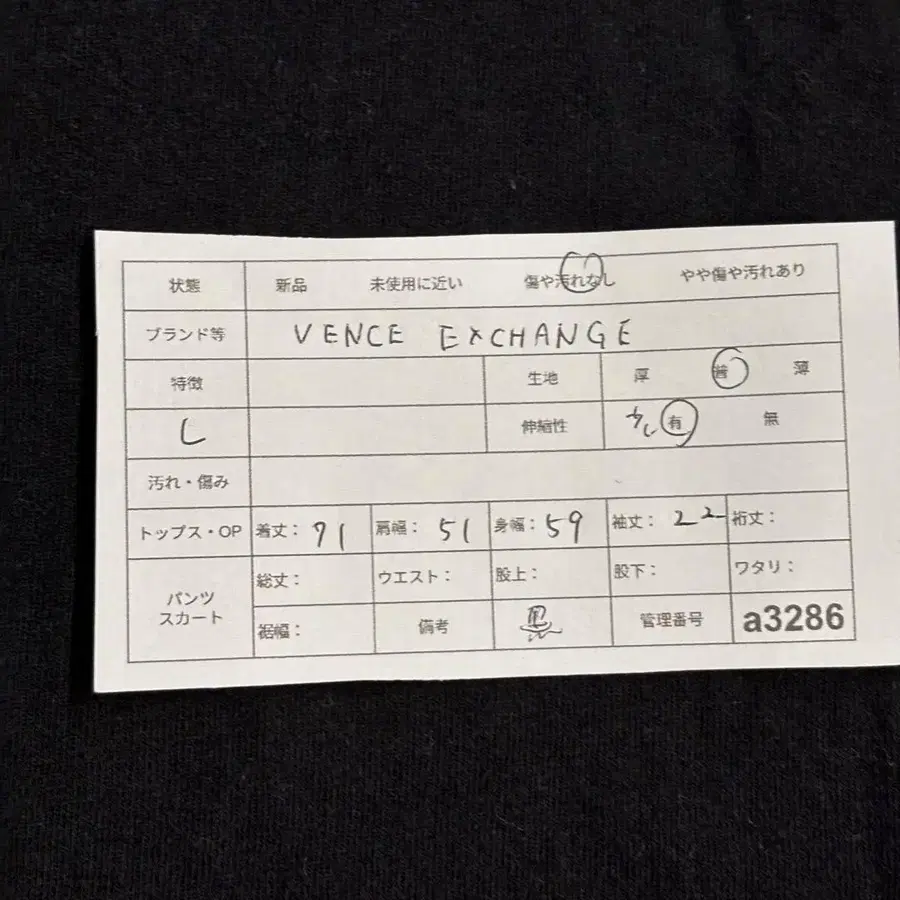 状態 新品 未使用に近い 傷や汚れなし やや傷や汚れあり
ブランド等 VENCE EXCHANGE
特徴 生地 厚 普 薄
L 伸縮性 少し 有 無
汚れ・傷み
トップス・OP 着丈: 71 肩幅: 51 身幅: 59 袖丈: 22 裄丈:
パンツ スカート 総丈: ウエスト: 股上: 股下: ワタリ:
裾幅: 備考 黒 管理番号 a3286